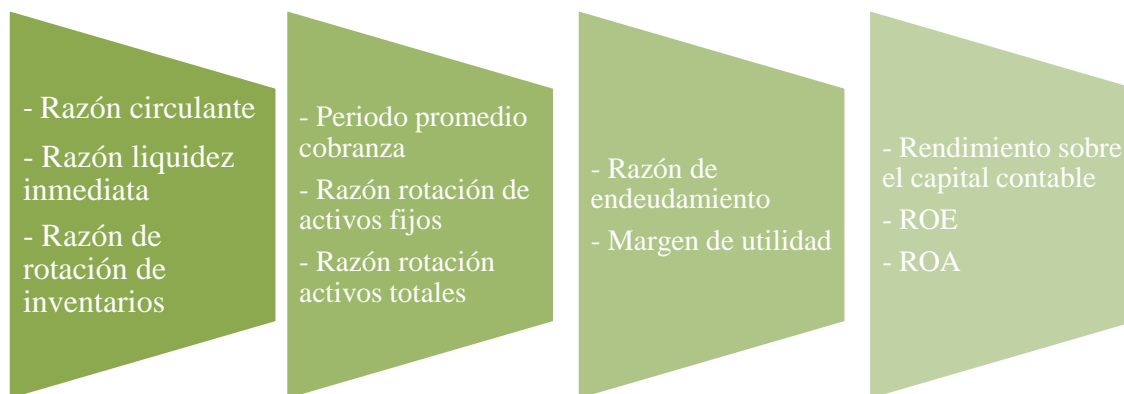 - Razón circulante
- Razón liquidez
inmediata
- Razón de
rotación de
inventarios
- Periodo promedio
cobranza
- Razón rotación de
activos fijos
- Razón rotación
activos totales
- Razón de
endeudamiento
- Margen de utilidad
- Rendimiento sobre
el capital contable
- ROE
- ROA